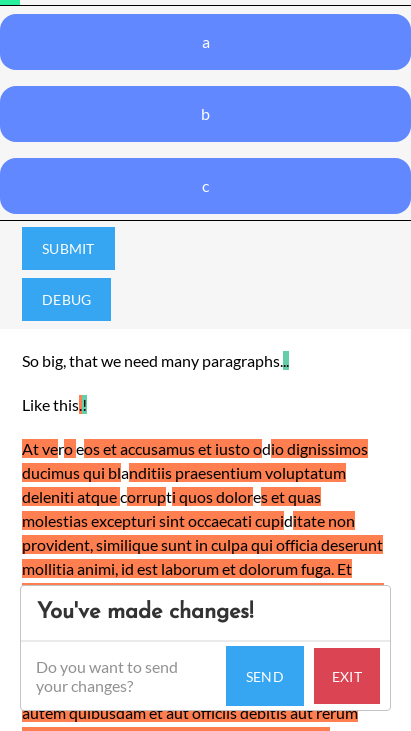 a
b
c
SUBMIT
DEBUG
So big, that we need many paragraphs...
Like this.!
At vero eos et accusamus et iusto odio dignissimos
ducimus qui blanditiis praesentium voluptatum
deleniti atque corrupti quos dolores et quas
molestias excepturi sint occaecati cupiditate non
provident, similique sunt in culpa qui officia deserunt
mollitia animi, id est laborum et dolorum fuga. Et
You've made changes!
Do you want to send
your changes?
SEND
EXIT
autem quibusdam et aut officiis debitis aut rerum